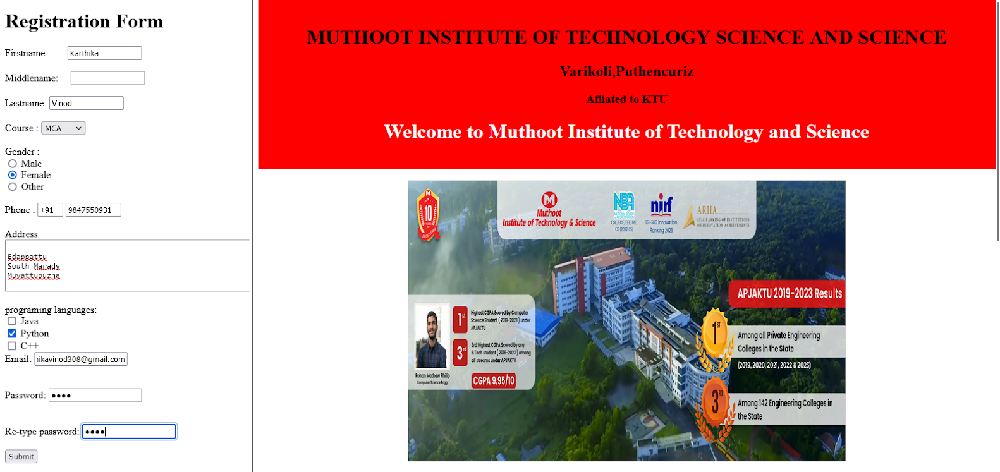 Registration Form
Firstname: Karthika
Middlename:
Lastname: Vinod
Course : MCA
Gender :
Male
Female
Other
Phone : +91 9847550931
Address
Edappattu
South Marady
Muvattupuzha
programing languages:
Java
Python
C++
Email: ikavinod308@gmail.com
Password: ●●●●
Re-type password: ●●●●
Submit
MUTHOOT INSTITUTE OF TECHNOLOGY SCIENCE AND SCIENCE
Varikoli,Puthencuriz
Afliated to KTU
Welcome to Muthoot Institute of Technology and Science
M
10
YEARS OF
EXCELLENCE
Muthoot
Institute of Technology & Science
NBA
NATIONAL BOARD
of ACCREDITATION
CSE, ECE, EEE, ME,
CE (2022-25)
nirf
151-300 Innovation
Ranking 2023
ARIIA
ATAL RANKING OF INSTITUTIONS
ON INNOVATION ACHIEVEMENTS
APJAKTU 2019-2023 Results
1st
Highest CGPA Scored by Computer
Science Student ( 2019-2023 ) under
APJAKTU
3rd
3rd Highest CGPA Scored by any
B.Tech student ( 2019-2023 ) among
all streams under APJAKTU
Rohan Mathew Philip
Computer Science Engg.
CGPA 9.95/10
1ST
Among all Private Engineering
Colleges in the State
(2019, 2020, 2021, 2022 & 2023)
3RD
Among 142 Engineering Colleges in
the State